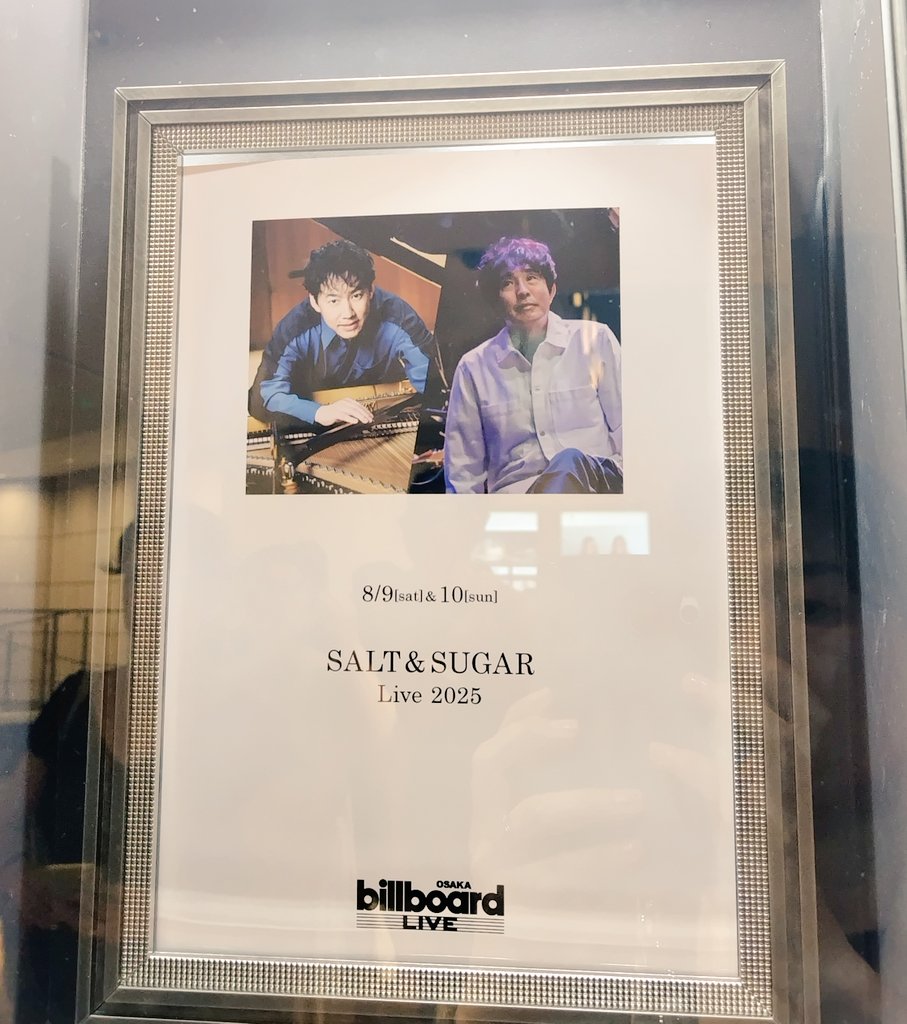 8/9[sat] & 10[sun]
SALT & SUGAR
Live 2025
OSAKA
billboard
LIVE